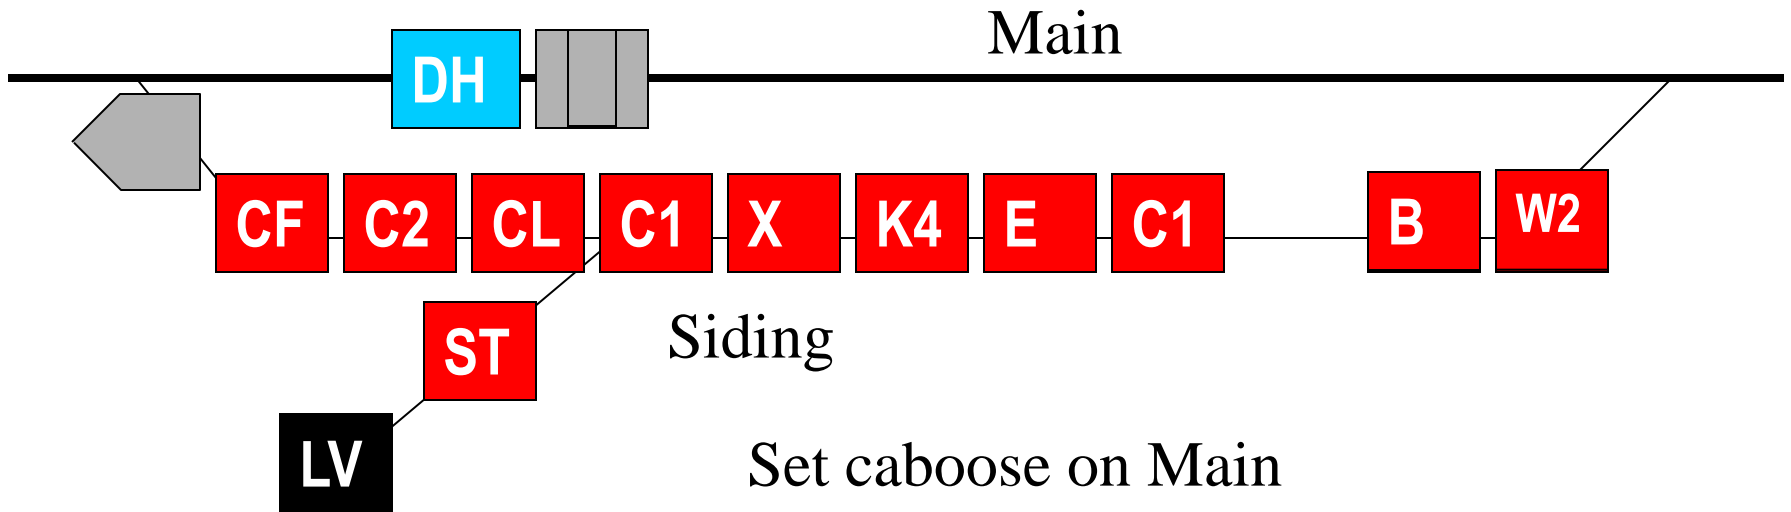 Main
DH
CF C2 CL C1 X K4 E C1 B W2
ST
Siding
LV
Set caboose on Main